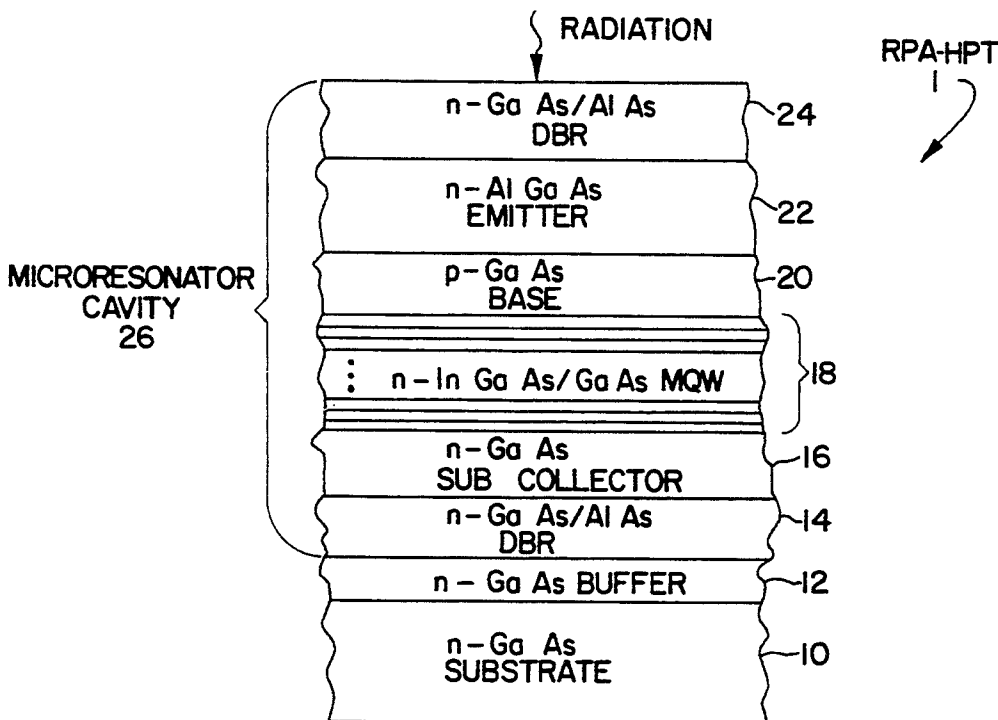 RADIATION
RPA-HPT
1
n-Ga As/Al As
DBR
24
n-Al Ga As
EMITTER
22
p-Ga As
BASE
20
MICRORESONATOR
CAVITY
26
n-In Ga As/Ga As MQW
18
n-Ga As
SUB COLLECTOR
16
n-Ga As/Al As
DBR
14
n-Ga As BUFFER
12
n-Ga As
SUBSTRATE
10